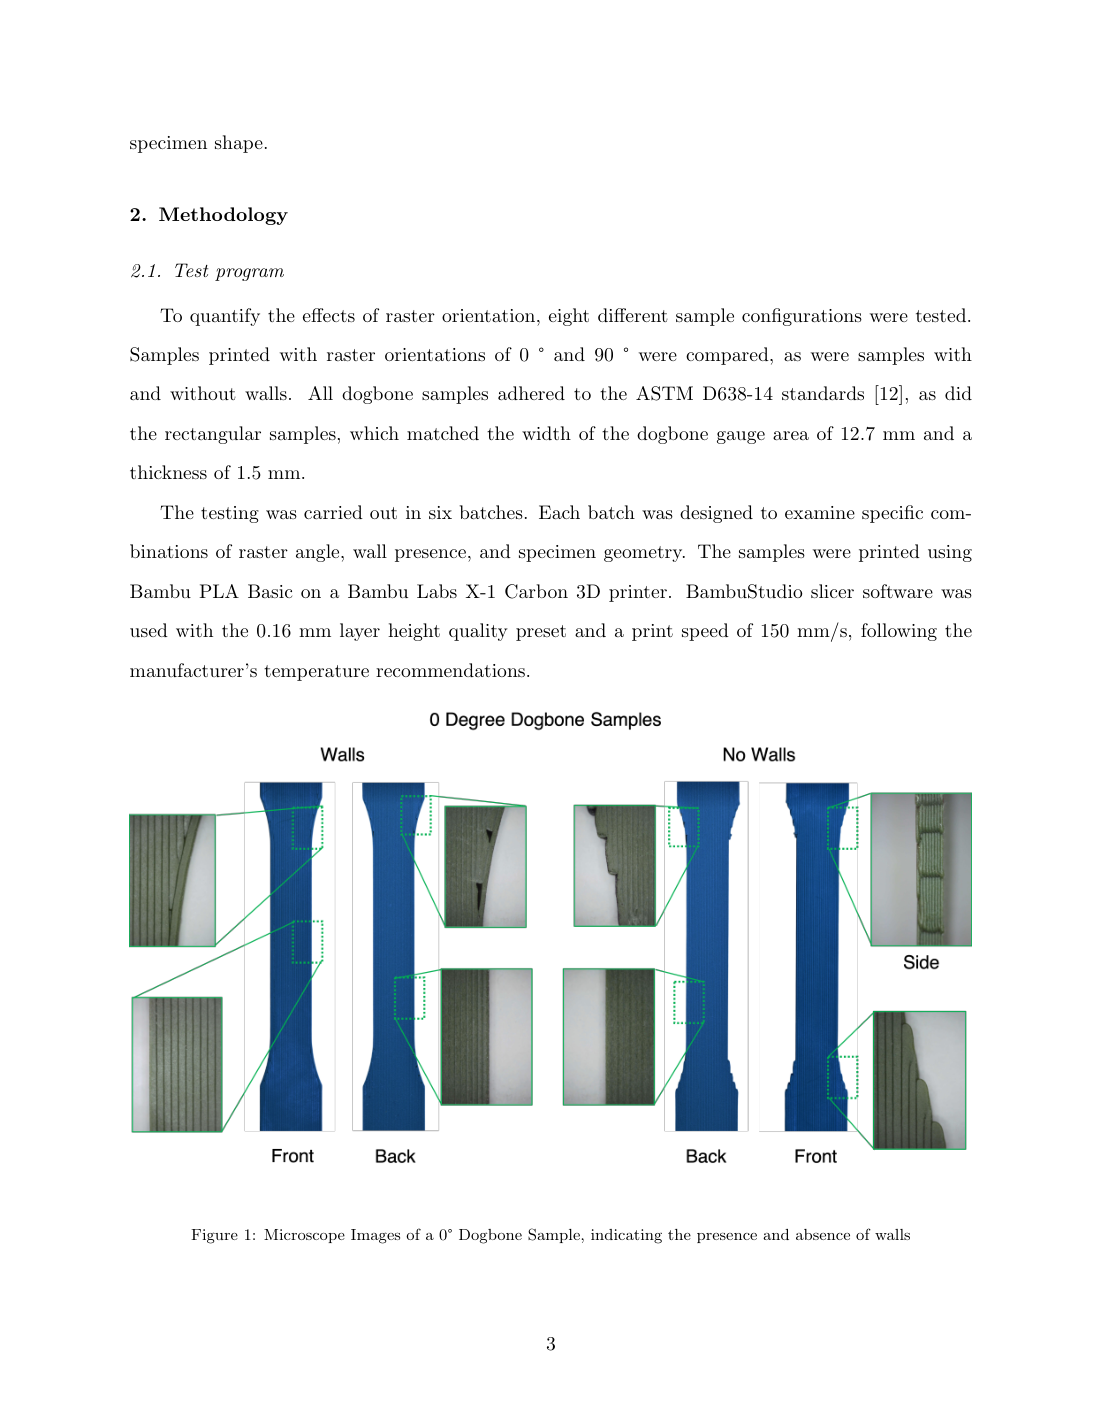 specimen shape.
2. Methodology
2.1. Test program
To quantify the effects of raster orientation, eight different sample configurations were tested.
Samples printed with raster orientations of 0 ° and 90 ° were compared, as were samples with
and without walls. All dogbone samples adhered to the ASTM D638-14 standards [12], as did
the rectangular samples, which matched the width of the dogbone gauge area of 12.7 mm and a
thickness of 1.5 mm.
The testing was carried out in six batches. Each batch was designed to examine specific com-
binations of raster angle, wall presence, and specimen geometry. The samples were printed using
Bambu PLA Basic on a Bambu Labs X-1 Carbon 3D printer. BambuStudio slicer software was
used with the 0.16 mm layer height quality preset and a print speed of 150 mm/s, following the
manufacturer's temperature recommendations.
0 Degree Dogbone Samples
Walls
No Walls
Side
Front
Back
Back
Front
Figure 1: Microscope Images of a 0° Dogbone Sample, indicating the presence and absence of walls
3